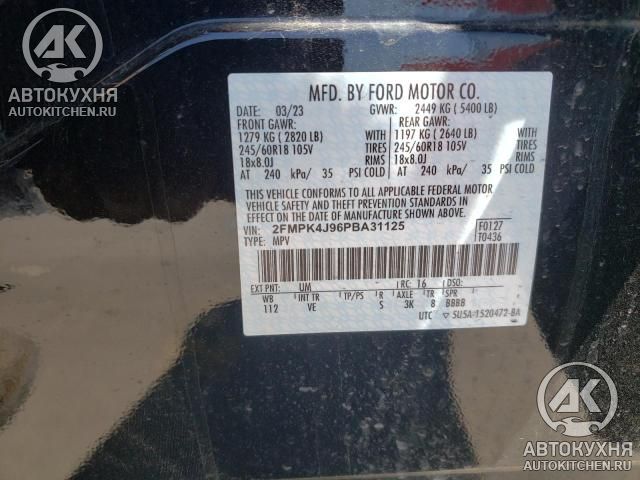 АК
АВТОКУХНЯ
AUTOKITCHEN.RU
MFD. BY FORD MOTOR CO.
DATE: 03/23 GVWR: 2449 KG ( 5400 LB)
FRONT GAWR: REAR GAWR:
1279 KG ( 2820 LB) WITH 1197 KG ( 2640 LB) WITH
245/60R18 105V TIRES 245/60R18 105V TIRES
18x8.0J RIMS 18x8.0J RIMS
AT 240 kPa/ 35 PSI COLD AT 240 kPa/ 35 PSI COLD
THIS VEHICLE CONFORMS TO ALL APPLICABLE FEDERAL MOTOR
VEHICLE SAFETY AND THEFT PREVENTION STANDARDS IN
EFFECT ON THE DATE OF MANUFACTURE SHOWN ABOVE.
VIN: 2FMPK4J96PBA31125 F0127
TYPE: MPV T0436
EXT PNT: UM RC: 16 DSO:
WB INT TR TP/PS R AXLE TR SPR
112 VE S 3K 8 BBBB
UTC ▽ 5U5A-1520472-BA
АК
АВТОКУХНЯ
AUTOKITCHEN.RU